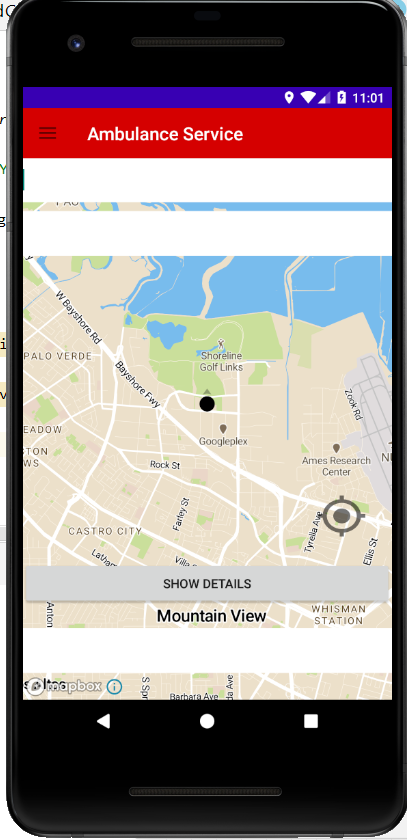 11:01
Ambulance Service
W Bayshore Rd
Shoreline
Golf Links
PALO VERDE
Bayshore Fwy
Zook Rd
Googleplex
Ames Research
Center
Rock St
Farley St
Tyrella Ave
CASTRO CITY
Ellis St
SHOW DETAILS
Mountain View
WHISMAN
STATION
mapbox
Barbara Ave